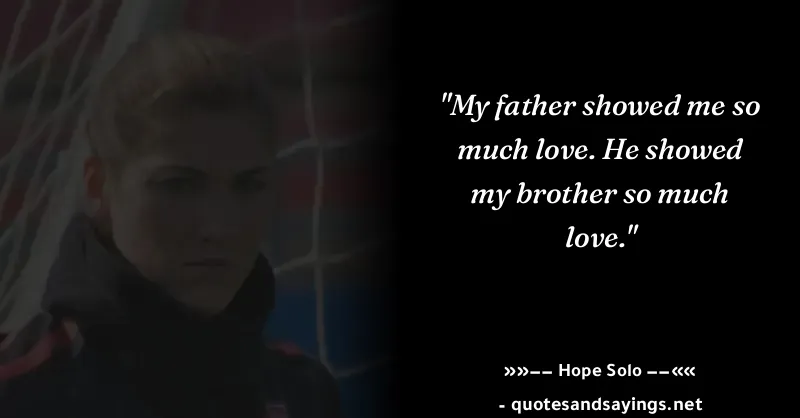 "My father showed me so
much love. He showed
my brother so much
love."
»»−− Hope Solo −−««
- quotesandsayings.net